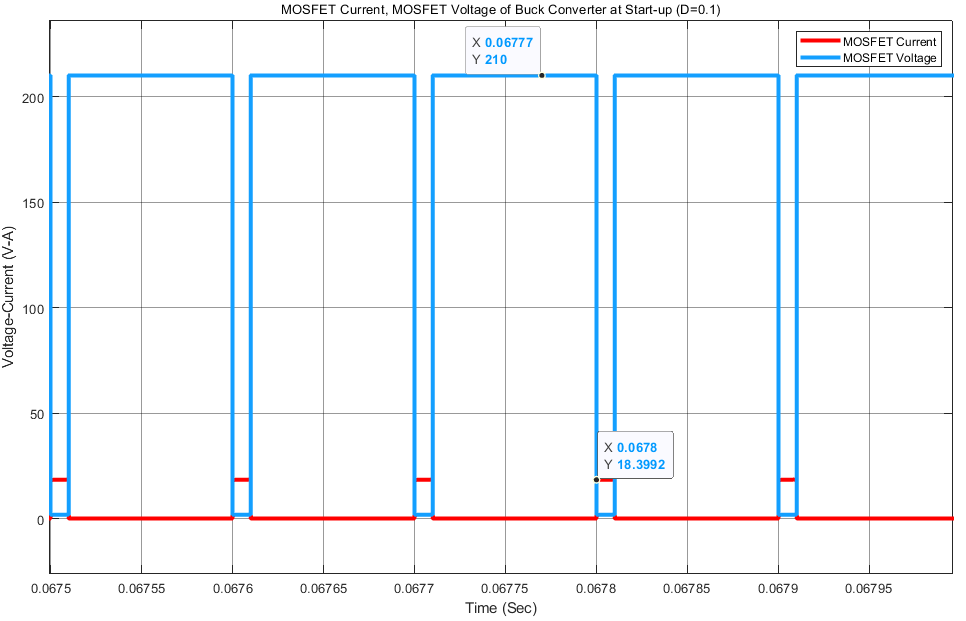 MOSFET Current, MOSFET Voltage of Buck Converter at Start-up (D=0.1)
MOSFET Current
MOSFET Voltage
X 0.06777
Y 210
X 0.0678
Y 18.3992
Voltage-Current (V-A)
200
150
100
50
0
0.0675
0.06755
0.0676
0.06765
0.0677
0.06775
0.0678
0.06785
0.0679
0.06795
Time (Sec)